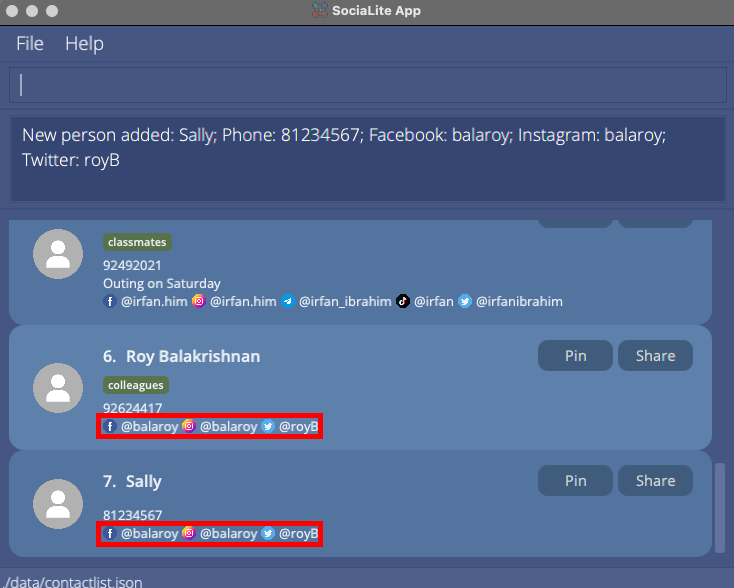 SociaLite App
File Help
New person added: Sally; Phone: 81234567; Facebook: balaroy; Instagram: balaroy;
Twitter: royB
classmates
92492021
Outing on Saturday
@irfan.him @irfan.him @irfan_ibrahim @irfan @irfanibrahim
6. Roy Balakrishnan Pin Share
colleagues
92624417
@balaroy @balaroy @royB
7. Sally Pin Share
81234567
@balaroy @balaroy @royB
./data/contactlist.json